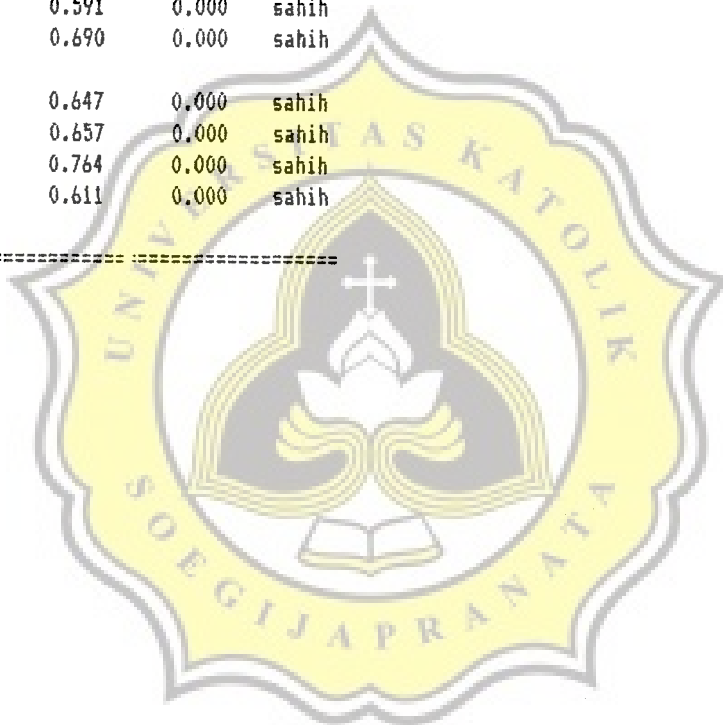 0.591 0.000 sahih
0.690 0.000 sahih
0.647 0.000 sahih
0.657 0.000 sahih
0.764 0.000 sahih
0.611 0.000 sahih
============ =====================
UNIVERSITAS KATOLIK
SOEGIJAPRANATA